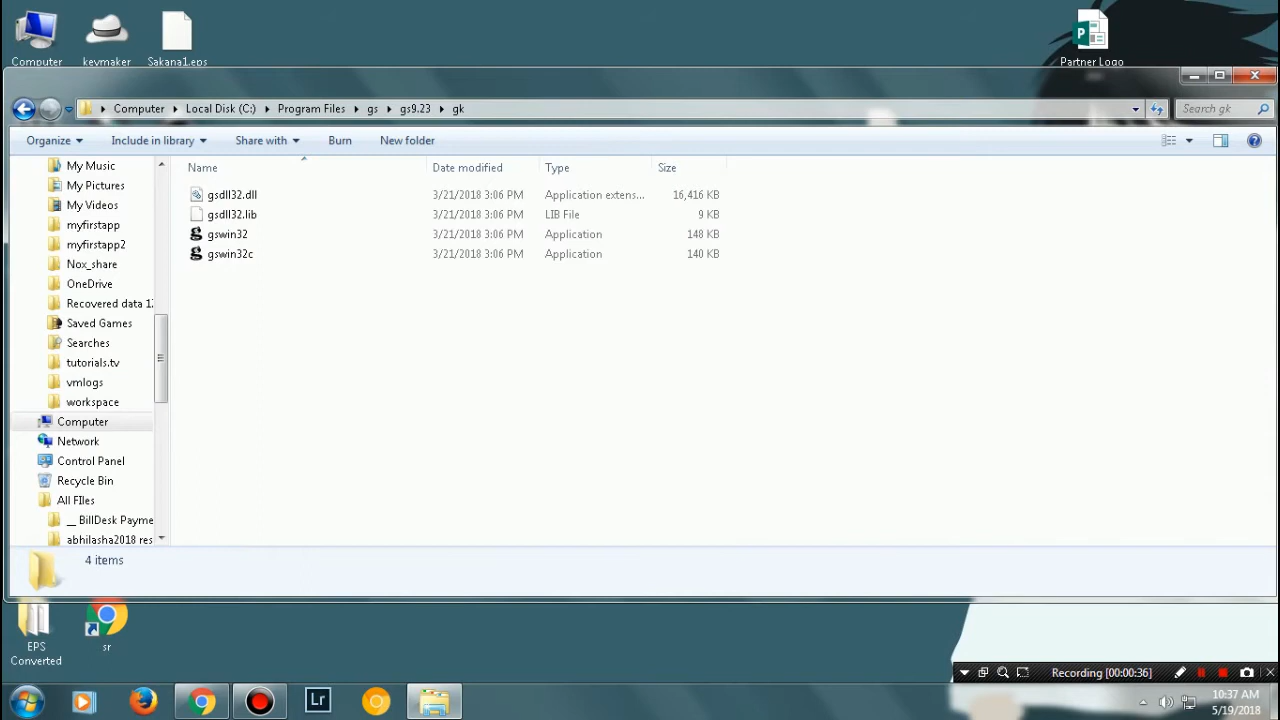 Computer
keymaker
Sakana1.eps
Partner Logo
Computer Local Disk (C:) Program Files gs gs9.23 gk
Search gk
Organize Include in library Share with Burn New folder
Name Date modified Type Size
gsdll32.dll 3/21/2018 3:06 PM Application extens... 16,416 KB
gsdll32.lib 3/21/2018 3:06 PM LIB File 9 KB
gswin32 3/21/2018 3:06 PM Application 148 KB
gswin32c 3/21/2018 3:06 PM Application 140 KB
My Music
My Pictures
My Videos
myfirstapp
myfirstapp2
Nox_share
OneDrive
Recovered data 12
Saved Games
Searches
tutorials.tv
vmlogs
workspace
Computer
Network
Control Panel
Recycle Bin
All FIles
__ BillDesk Payme
abhilasha2018 res
4 items
EPS
Converted
sr
Recording [00:00:36]
Lr
10:37 AM
5/19/2018